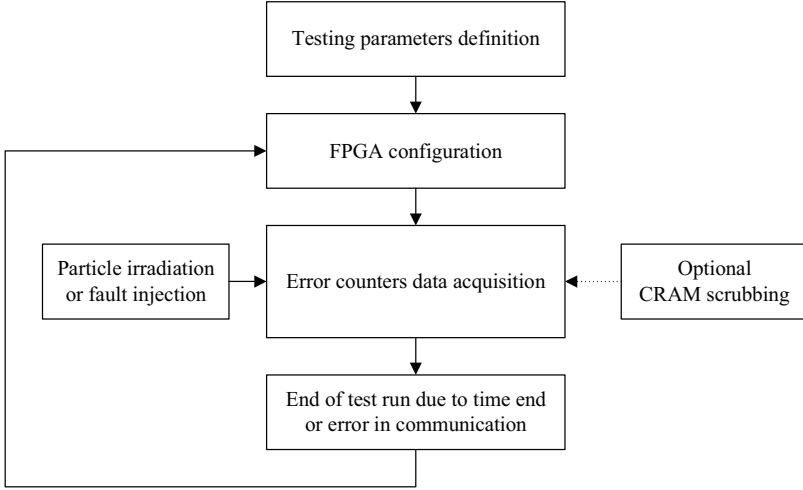 Testing parameters definition
FPGA configuration
Particle irradiation
or fault injection
Error counters data acquisition
Optional
CRAM scrubbing
End of test run due to time end
or error in communication